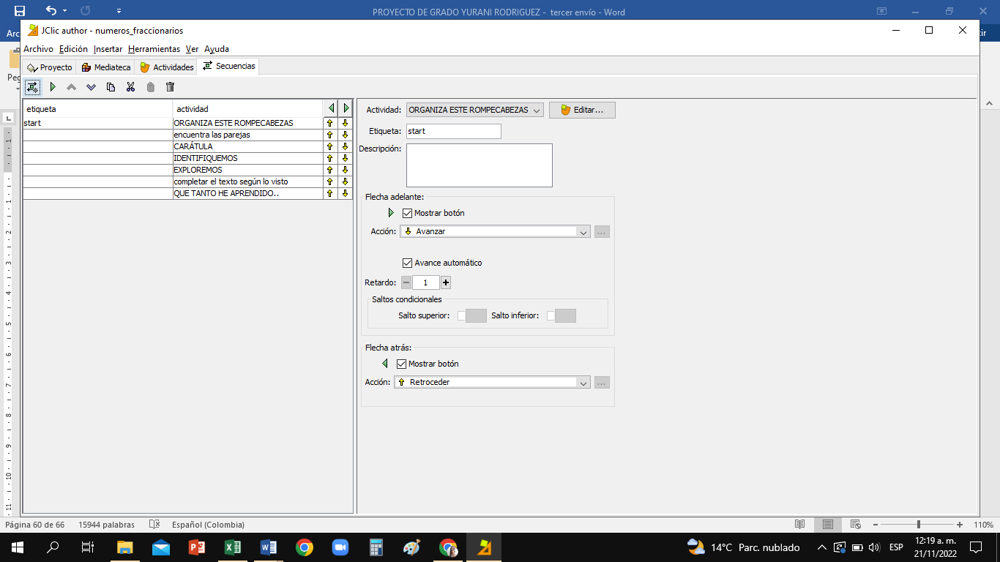 PROYECTO DE GRADO YURANI RODRIGUEZ - tercer envío - Word
JClic author - numeros_fraccionarios
Archivo Edición Insertar Herramientas Ver Ayuda
Proyecto Mediateca Actividades Secuencias
etiqueta actividad
start ORGANIZA ESTE ROMPECABEZAS
encuentra las parejas
CARÁTULA
IDENTIFIQUEMOS
EXPLOREMOS
completar el texto según lo visto
QUE TANTO HE APRENDIDO..
Actividad: ORGANIZA ESTE ROMPECABEZAS Editar...
Etiqueta: start
Descripción:
Flecha adelante:
Mostrar botón
Acción: Avanzar ...
Avance automático
Retardo: 1
Saltos condicionales
Salto superior: Salto inferior:
Flecha atrás:
Mostrar botón
Acción: Retroceder ...
Página 60 de 66 15944 palabras Español (Colombia) 110%
14°C Parc. nublado ESP 12:19 a. m.
21/11/2022